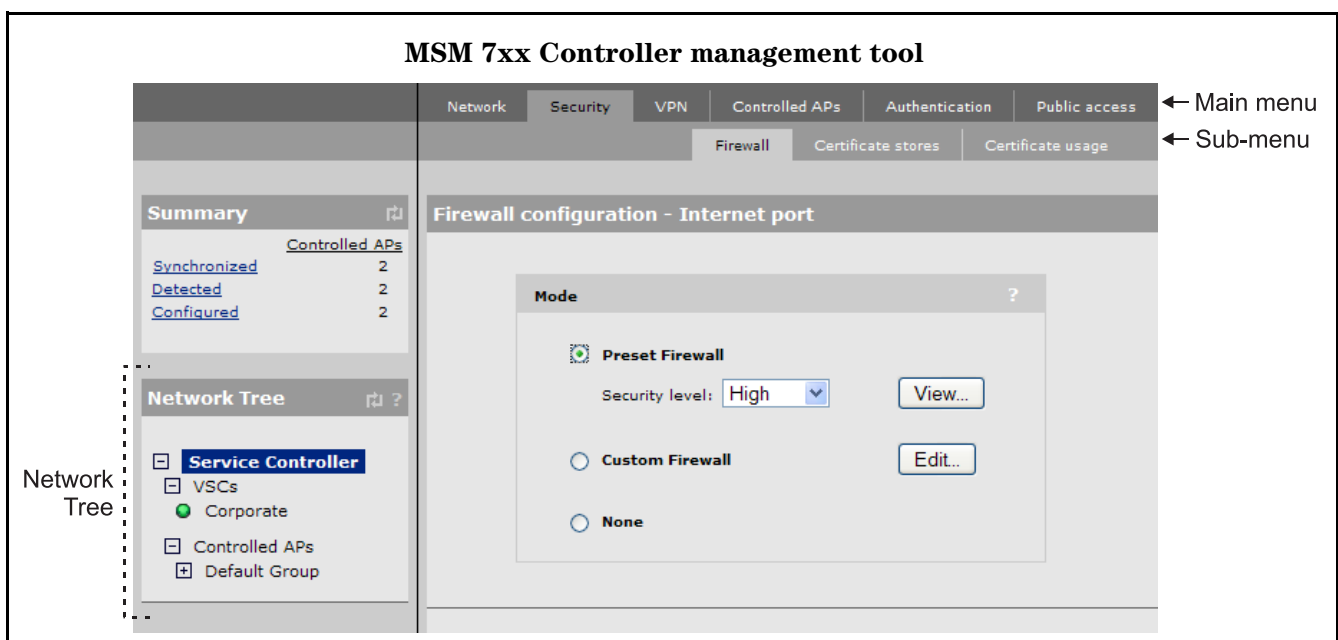 MSM 7xx Controller management tool
Network Security VPN Controlled APs Authentication Public access
Main menu
Firewall Certificate stores Certificate usage
Sub-menu
Summary
Controlled APs
Synchronized 2
Detected 2
Configured 2
Network Tree ?
Service Controller
VSCs
Corporate
Controlled APs
Default Group
Network
Tree
Firewall configuration - Internet port
Mode ?
Preset Firewall
Security level: High View...
Custom Firewall Edit...
None